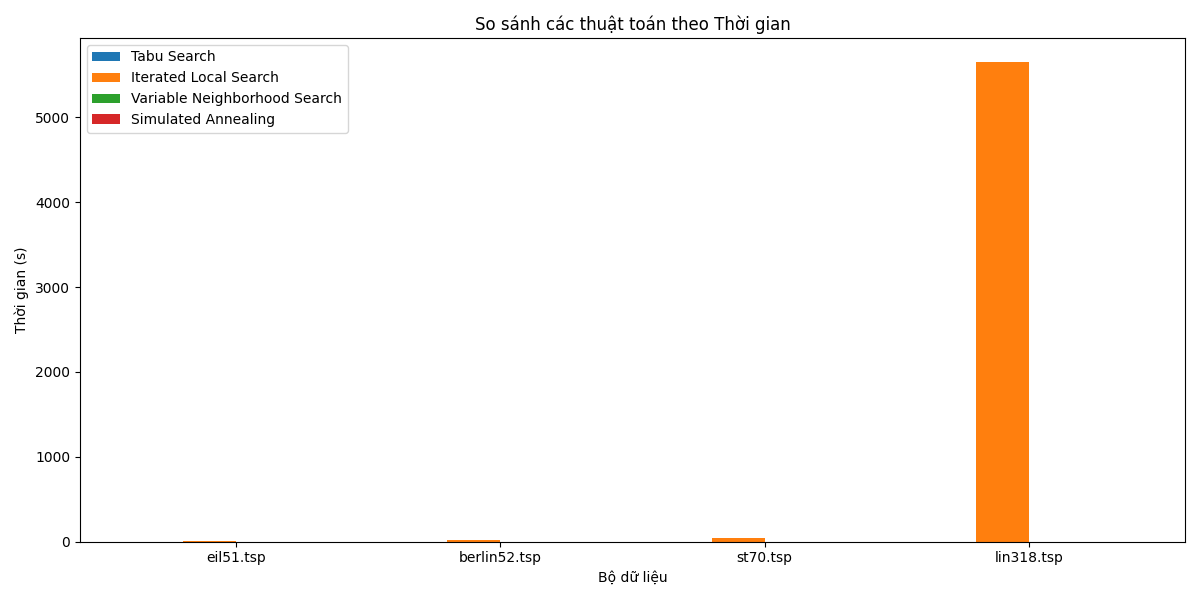 So sánh các thuật toán theo Thời gian
Tabu Search
Iterated Local Search
Variable Neighborhood Search
Simulated Annealing
Thời gian (s)
5000
4000
3000
2000
1000
0
eil51.tsp
berlin52.tsp
st70.tsp
lin318.tsp
Bộ dữ liệu